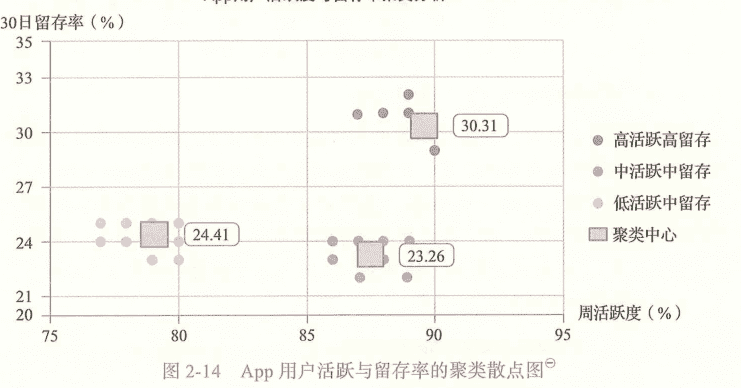 30日留存率（%）
35
33
30
30.31
高活跃高留存
中活跃中留存
27
低活跃中留存
24.41
聚类中心
24
23.26
21
周活跃度（%）
20
75 80 85 90 95
图 2-14 App 用户活跃与留存率的聚类散点图㊀